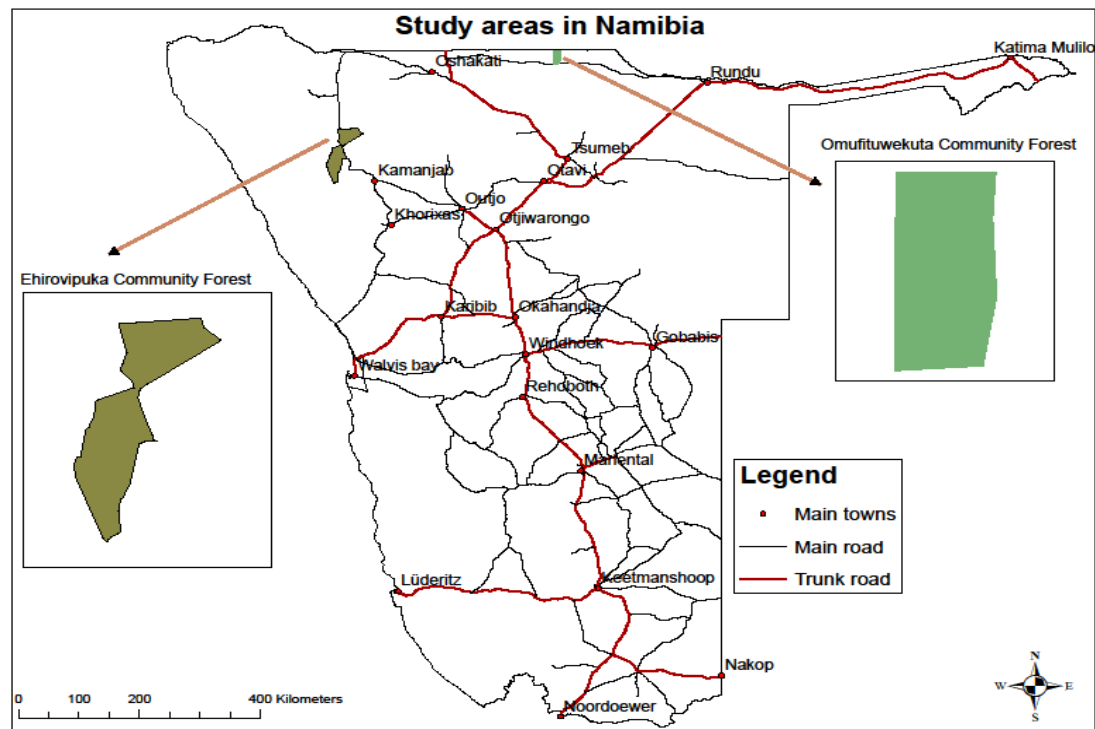 Study areas in Namibia
Katima Mulilo
Oshakati
Rundu
Tsumeb
Omufituwekuta Community Forest
Kamanjab
Otavi
Outjo
Khorixas
Otjiwarongo
Ehirovipuka Community Forest
Karibib
Okahandja
Gobabis
Windhoek
Walvis bay
Rehoboth
Mariental
Legend
Main towns
Main road
Trunk road
Lüderitz
Keetmanshoop
Nakop
Noordoewer
0 100 200 400 Kilometers
N
W E
S